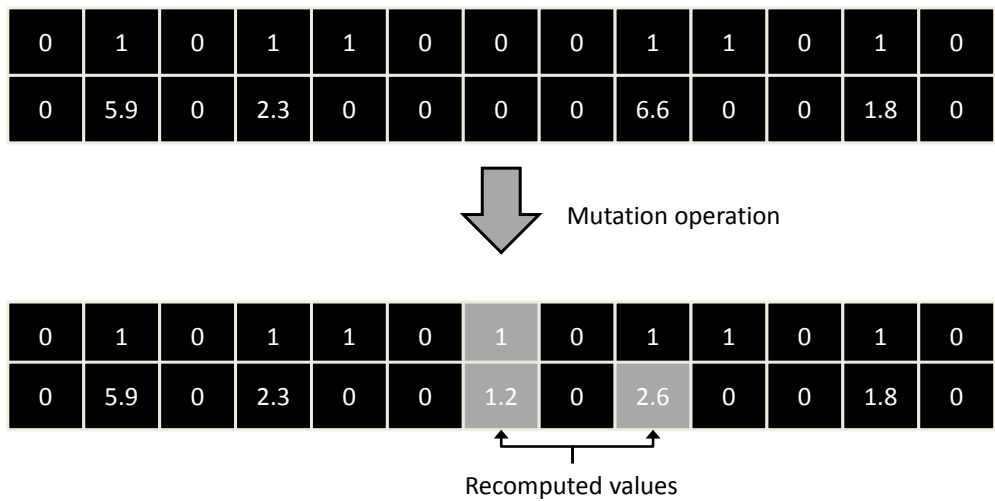 0 1 0 1 1 0 0 0 1 1 0 1 0
0 5.9 0 2.3 0 0 0 0 6.6 0 0 1.8 0
Mutation operation
0 1 0 1 1 0 1 0 1 1 0 1 0
0 5.9 0 2.3 0 0 1.2 0 2.6 0 0 1.8 0
Recomputed values